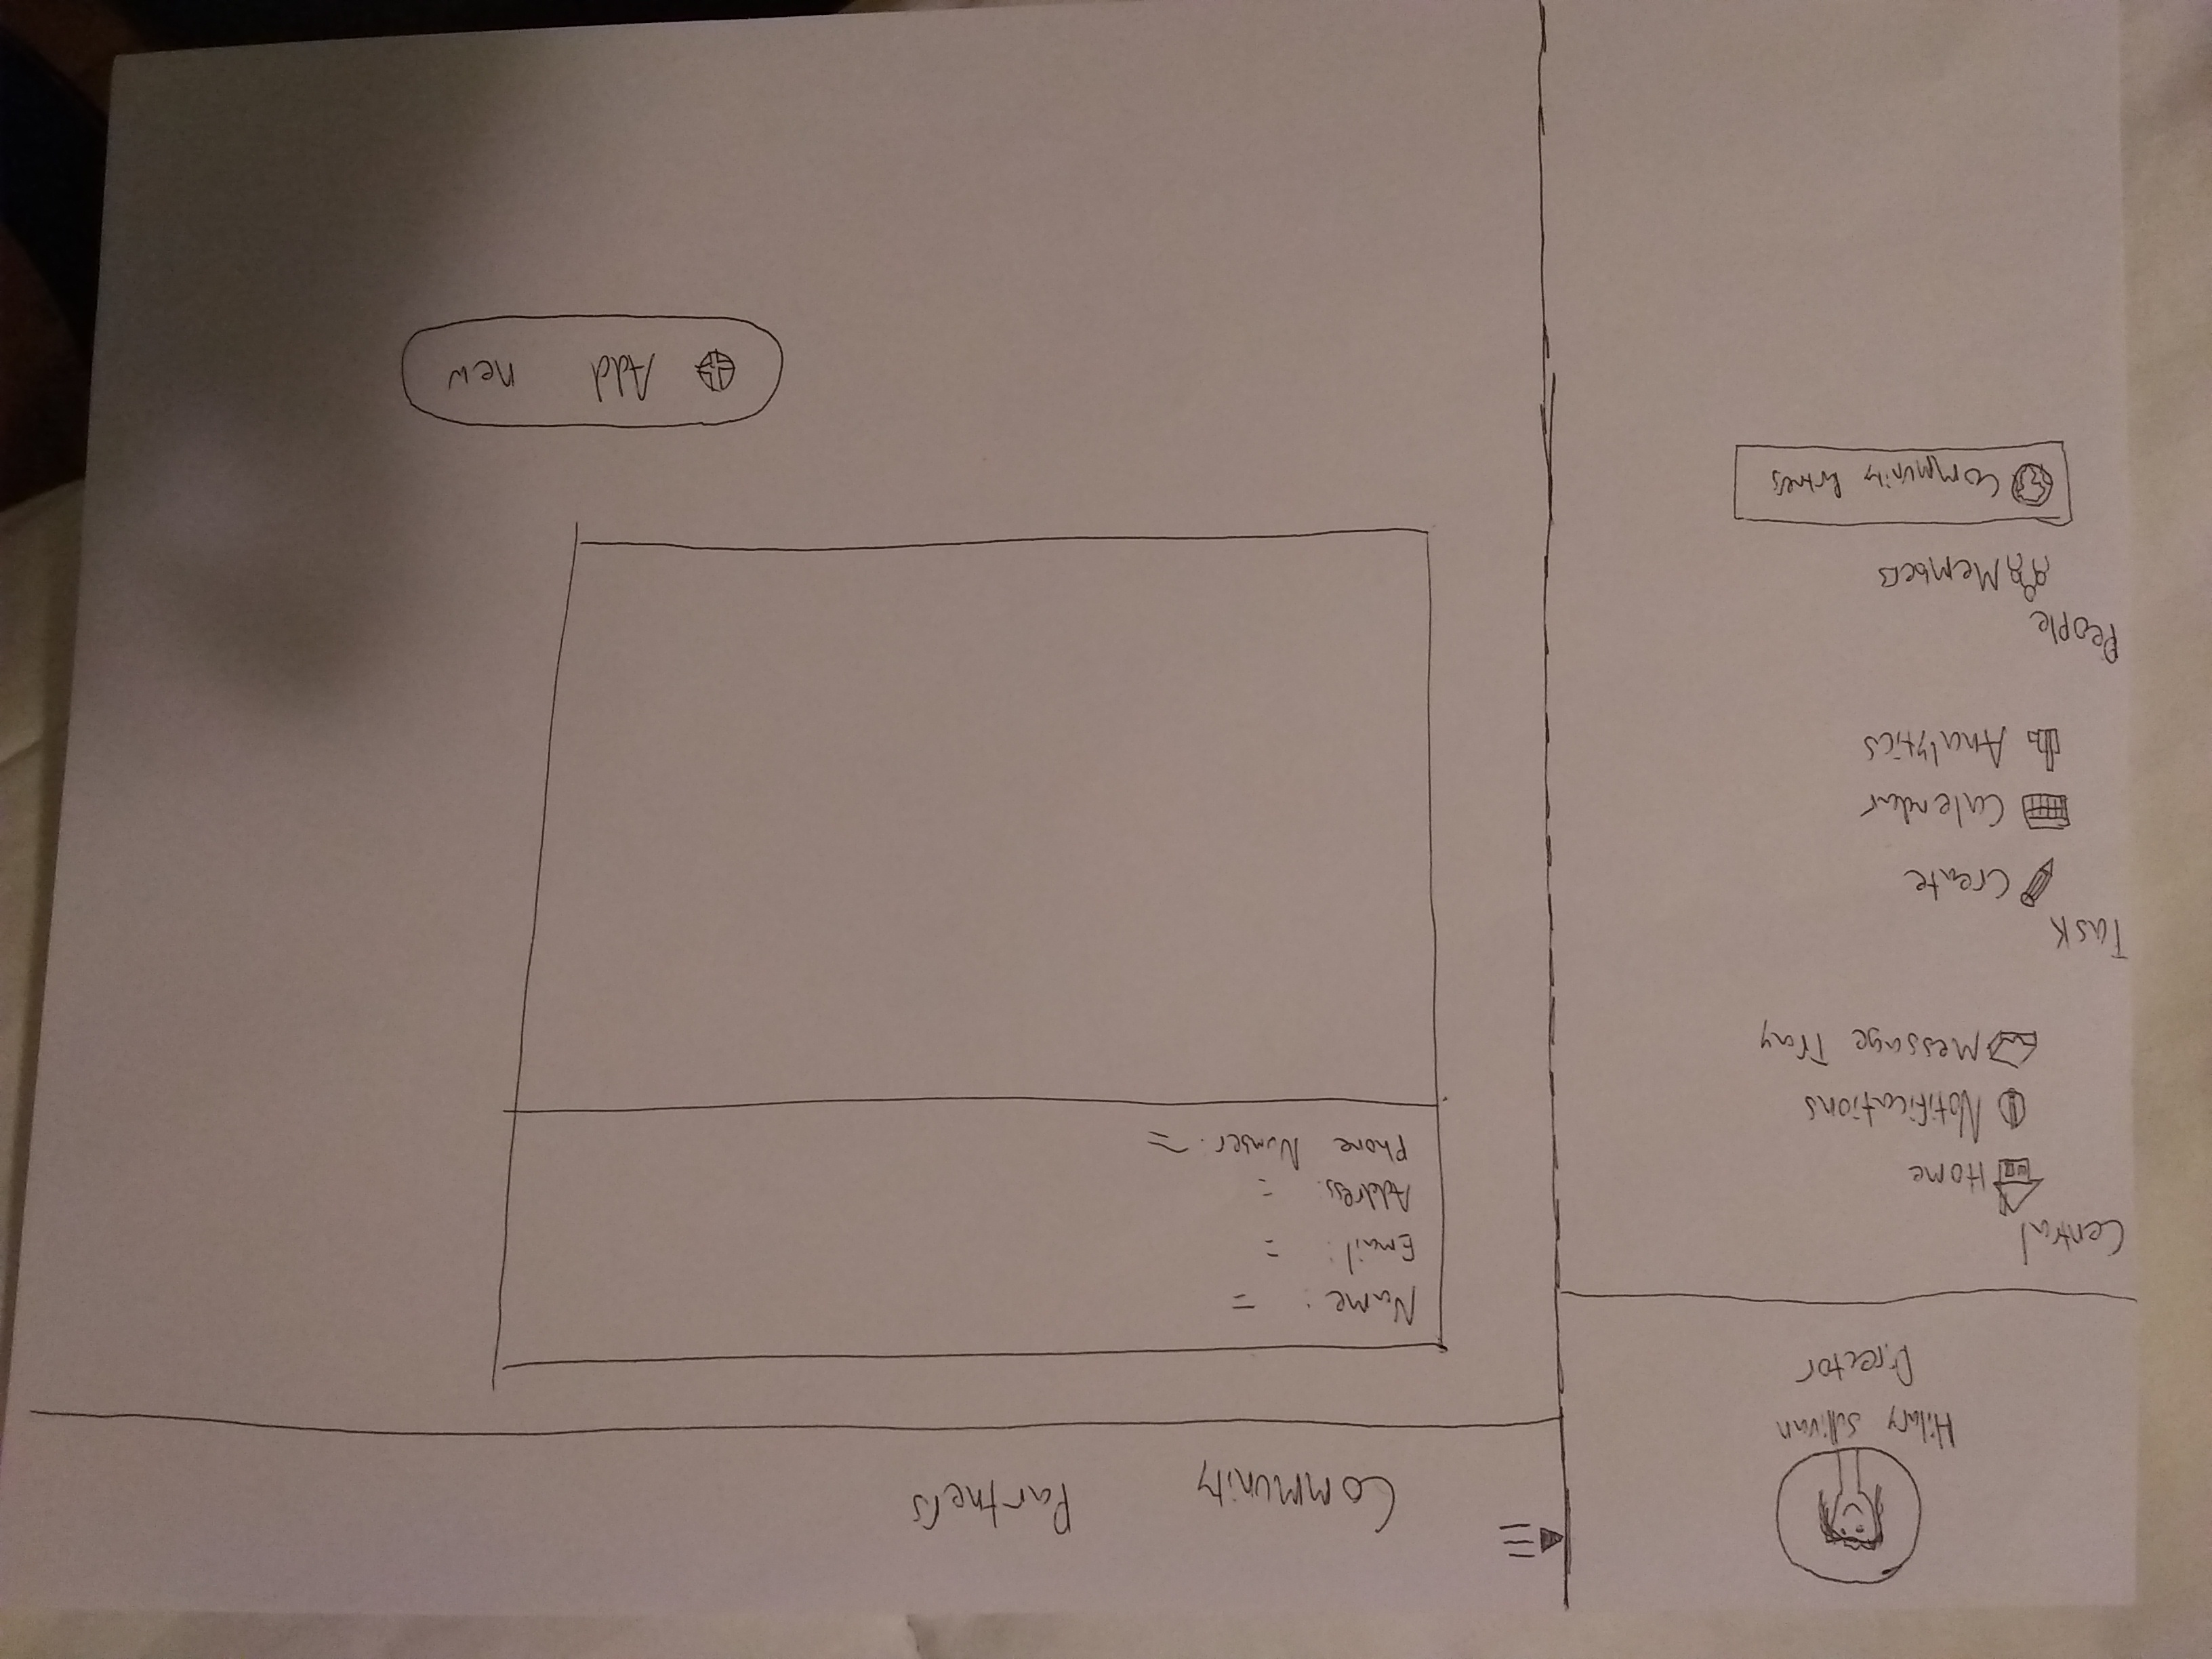 Hilary Sullivan
Director
Central
Home
Notifications
Message Tray
Task
Create
Calendar
Analytics
People
Members
Community Partners
Community Partners
Name: =
Email: =
Address: =
Phone Number: =
Add new